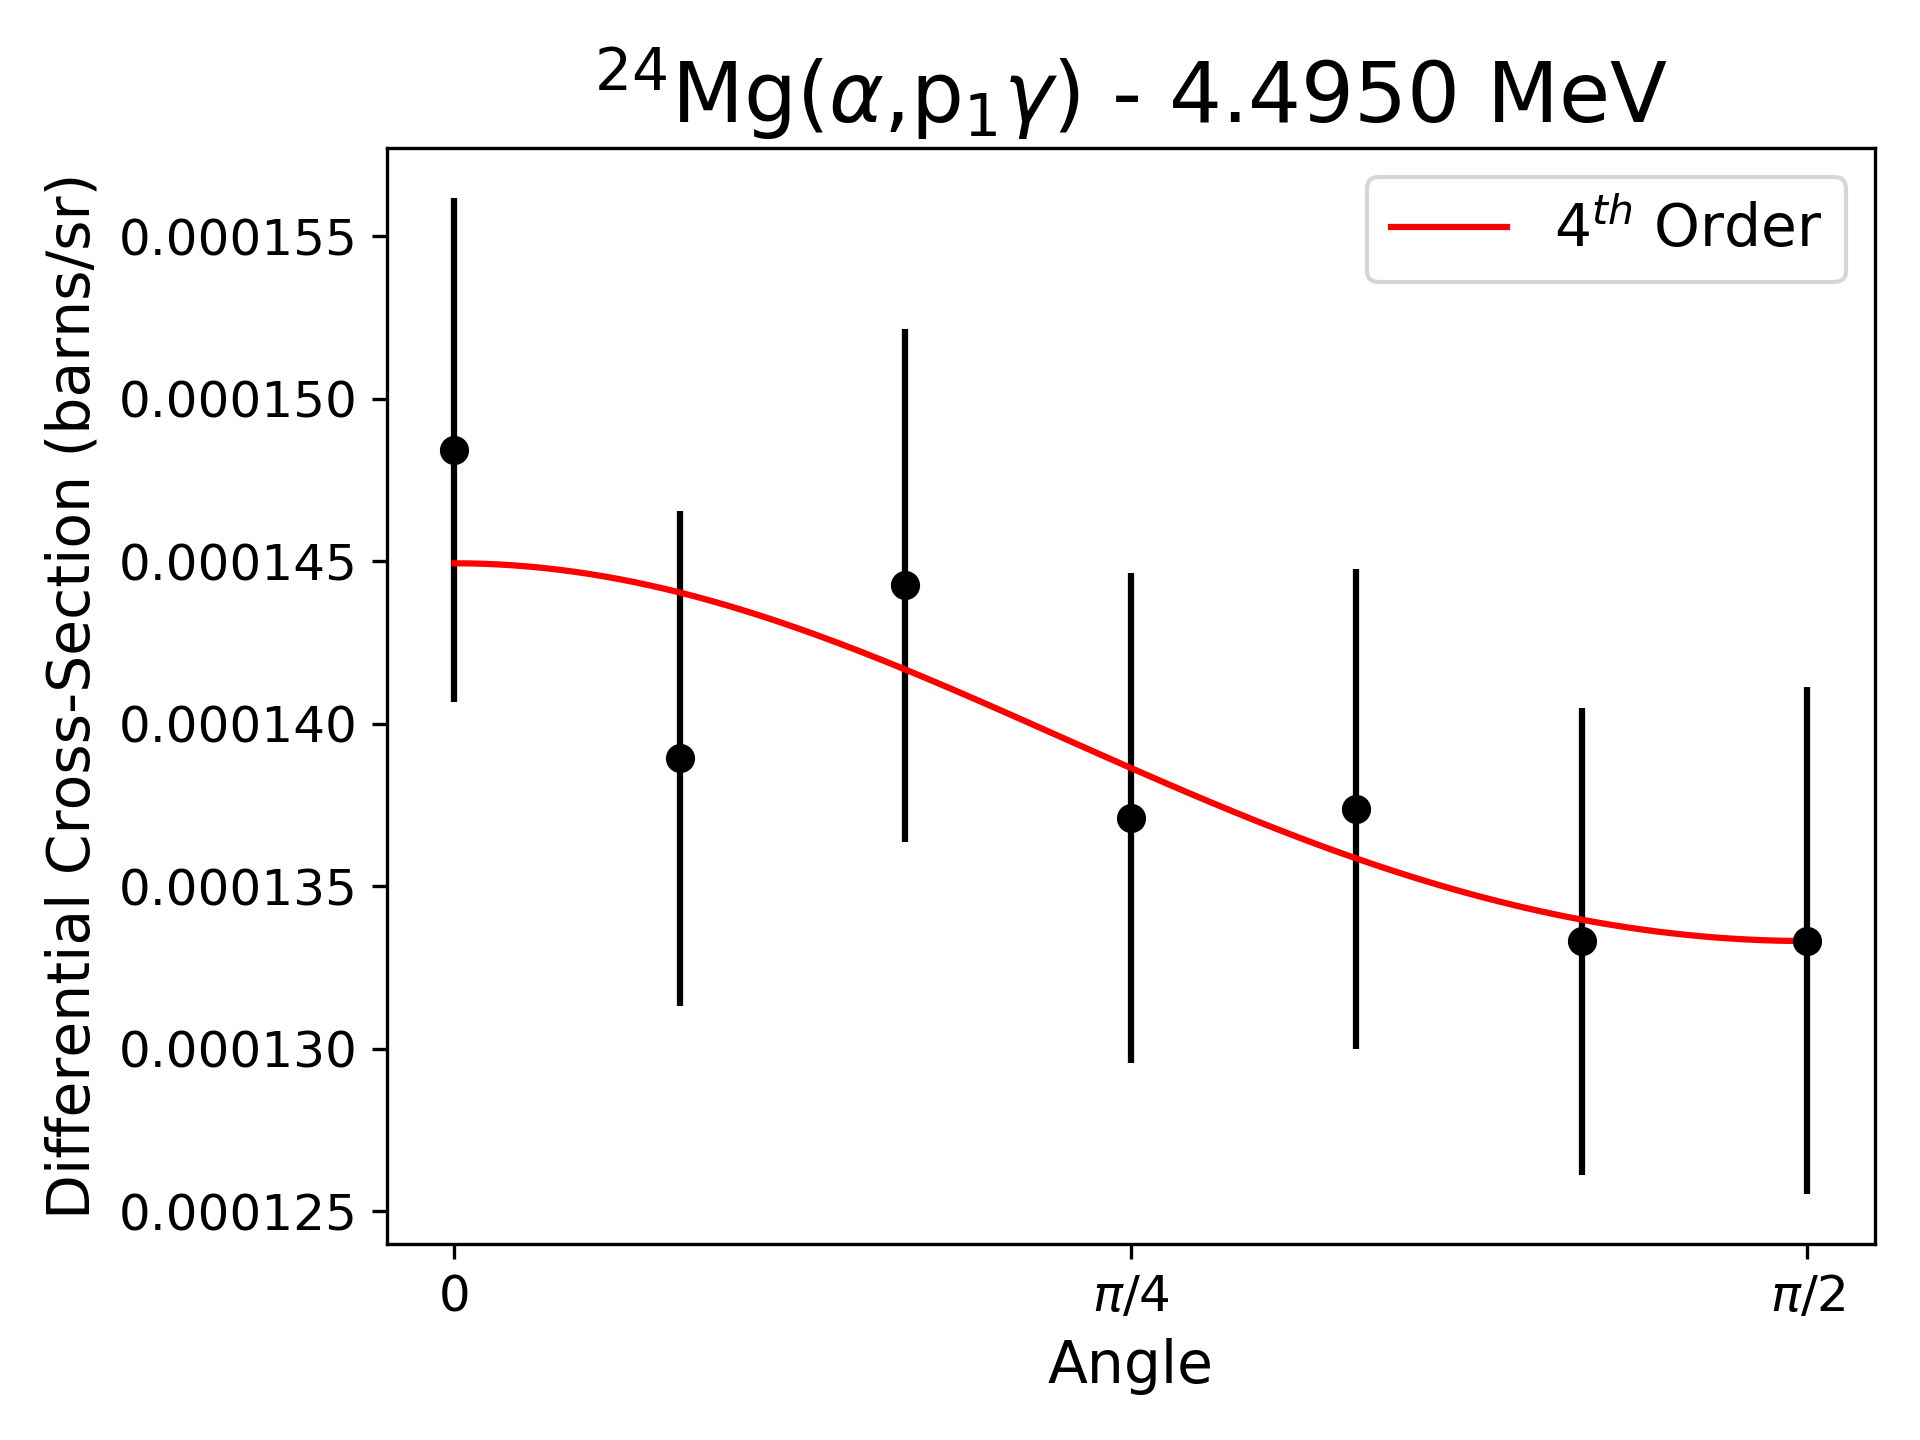 ²⁴Mg(α,p₁γ) - 4.4950 MeV
4ᵗʰ Order
Differential Cross-Section (barns/sr)
0.000155
0.000150
0.000145
0.000140
0.000135
0.000130
0.000125
0 π/4 π/2
Angle